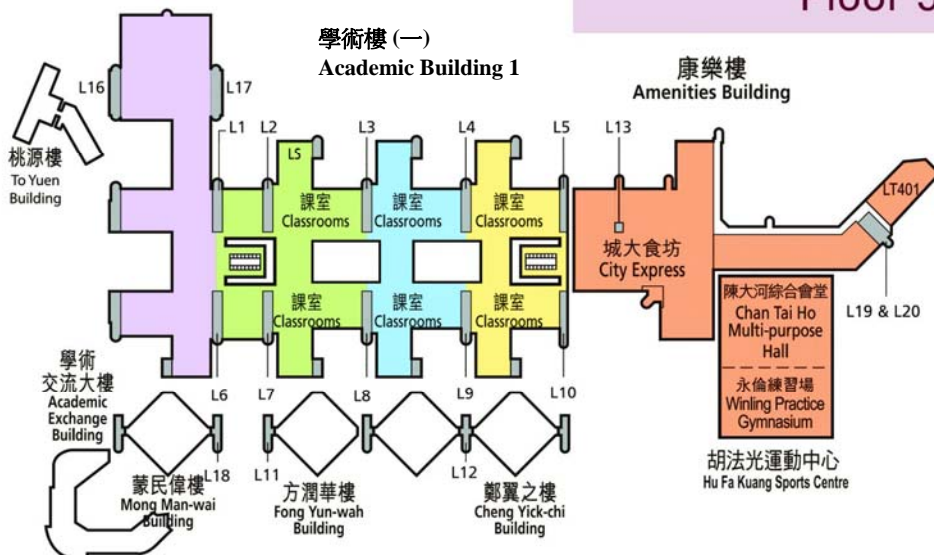 Floor 5
學術樓 (一)
Academic Building 1
康樂樓
Amenities Building
L16
L17
L1
L2
L3
L4
L5
L13
桃源樓
To Yuen
Building
LS
課室
Classrooms
課室
Classrooms
課室
Classrooms
LT401
城大食坊
City Express
課室
Classrooms
課室
Classrooms
課室
Classrooms
陳大河綜合會堂
Chan Tai Ho
Multi-purpose
Hall
L19 & L20
永倫練習場
Winling Practice
Gymnasium
學術
交流大樓
Academic
Exchange
Building
L6
L7
L8
L9
L10
L18
L11
L12
蒙民偉樓
Mong Man-wai
Building
方潤華樓
Fong Yun-wah
Building
鄭翼之樓
Cheng Yick-chi
Building
胡法光運動中心
Hu Fa Kuang Sports Centre